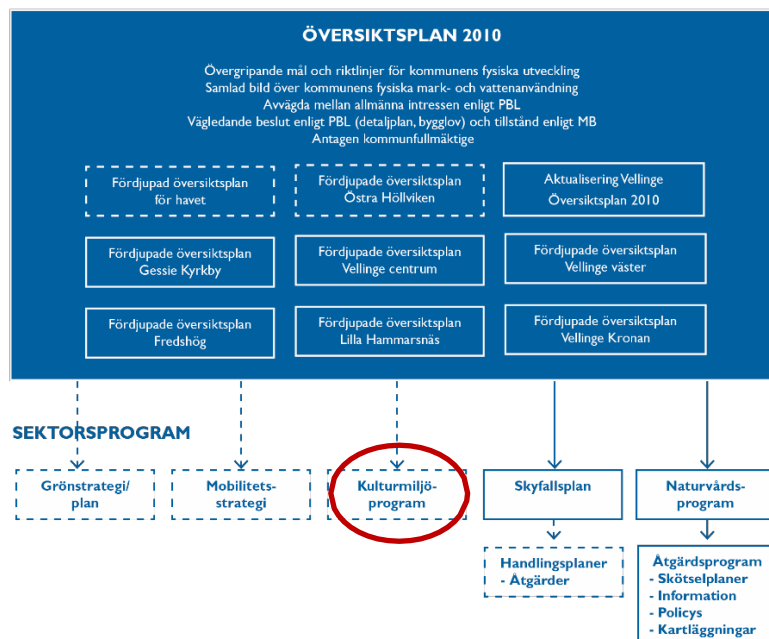 ÖVERSIKTSPLAN 2010
Övergripande mål och riktlinjer för kommunens fysiska utveckling
Samlad bild över kommunens fysiska mark- och vattenanvändning
Avvägda mellan allmänna intressen enligt PBL
Vägledande beslut enligt PBL (detaljplan, bygglov) och tillstånd enligt MB
Antagen kommunfullmäktige
Fördjupad översiktsplan
för havet
Fördjupade översiktsplan
Östra Höllviken
Aktualisering Vellinge
Översiktsplan 2010
Fördjupade översiktsplan
Gessie Kyrkby
Fördjupade översiktsplan
Vellinge centrum
Fördjupade översiktsplan
Vellinge väster
Fördjupade översiktsplan
Fredshög
Fördjupade översiktsplan
Lilla Hammarsnäs
Fördjupade översiktsplan
Vellinge Kronan
SEKTORSPROGRAM
Grönstrategi/
plan
Mobilitets-
strategi
Kulturmiljö-
program
Skyfallsplan
Naturvårds-
program
Handlingsplaner
- Åtgärder
Åtgärdsprogram
- Skötselplaner
- Information
- Policys
- Kartläggningar